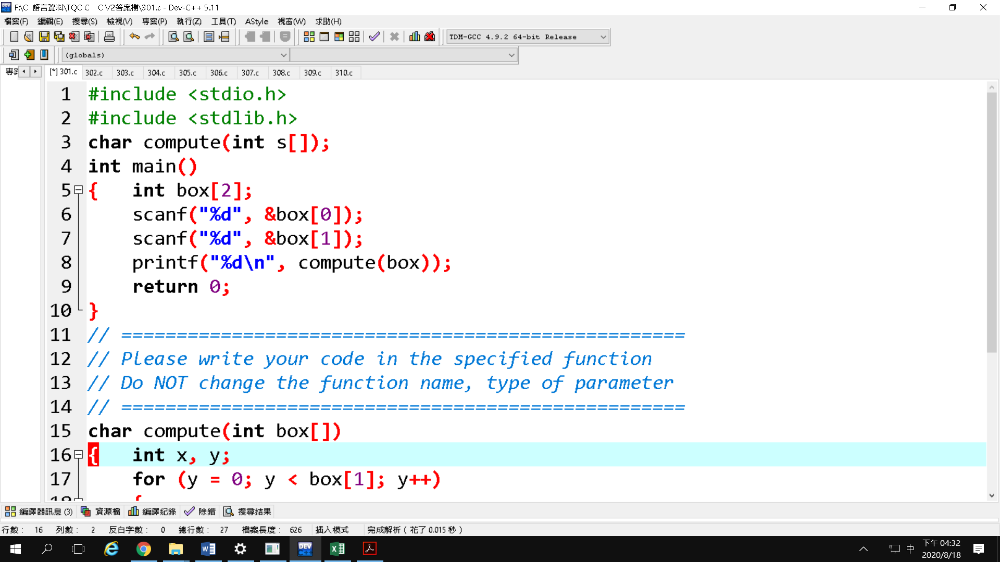 F:\C 語言資料\TQC C C V2答案檔\301.c - Dev-C++ 5.11
檔案(F) 編輯(E) 搜尋(S) 檢視(V) 專案(P) 執行(Z) 工具(T) AStyle 視窗(W) 求助(H)
TDM-GCC 4.9.2 64-bit Release
(globals)
[*] 301.c 302.c 303.c 304.c 305.c 306.c 307.c 308.c 309.c 310.c
1 #include <stdio.h>
2 #include <stdlib.h>
3 char compute(int s[]);
4 int main()
5 { int box[2];
6 scanf("%d", &box[0]);
7 scanf("%d", &box[1]);
8 printf("%d\n", compute(box));
9 return 0;
10 }
11 // ===================================================
12 // Please write your code in the specified function
13 // Do NOT change the function name, type of parameter
14 // ===================================================
15 char compute(int box[])
16 { int x, y;
17 for (y = 0; y < box[1]; y++)
18 {
編譯器訊息 (3) 資源檔 編譯紀錄 除錯 搜尋結果
行數: 16 列數: 2 反白字數: 0 總行數: 27 檔案長度: 626 插入模式 完成解析 ( 花了 0.015 秒 )
DEV C++
中
下午 04:32
2020/8/18